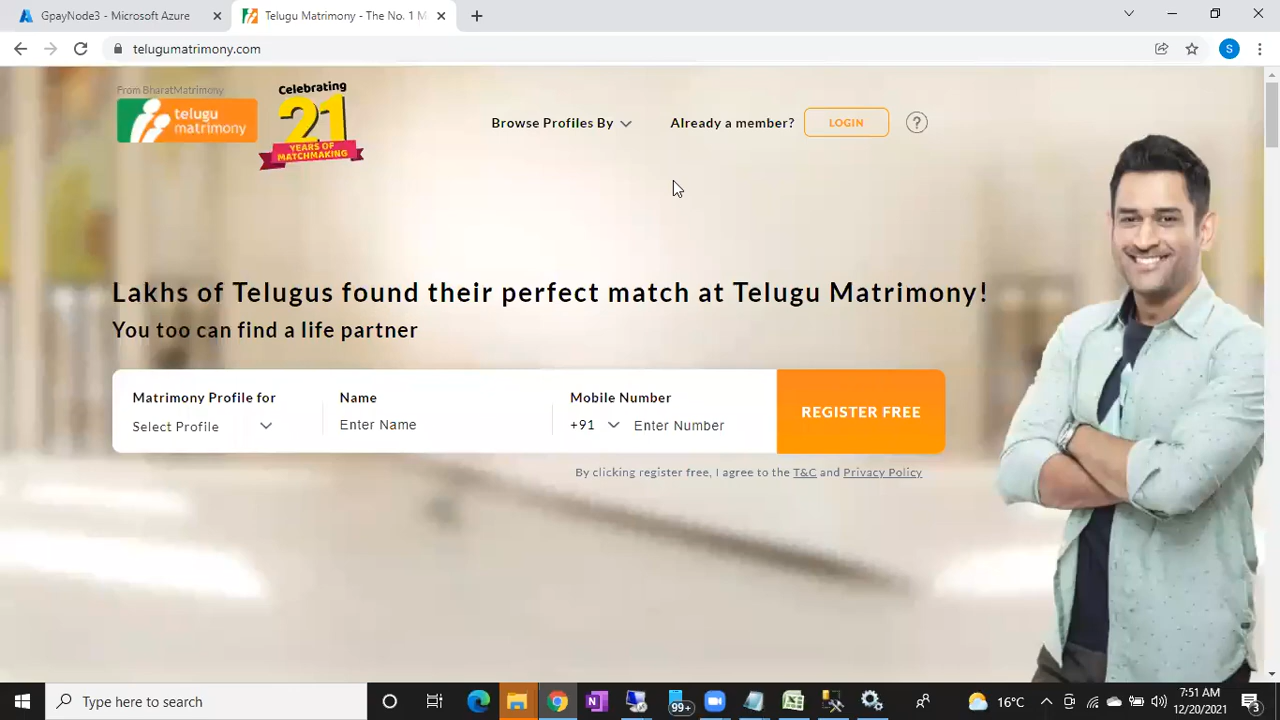 GpayNode3 - Microsoft Azure
Telugu Matrimony - The No. 1 M
telugumatrimony.com
S
From BharatMatrimony
telugu
matrimony
Celebrating
21
YEARS OF
MATCHMAKING
Browse Profiles By
Already a member?
LOGIN
?
Lakhs of Telugus found their perfect match at Telugu Matrimony!
You too can find a life partner
Matrimony Profile for
Select Profile
Name
Enter Name
Mobile Number
+91
Enter Number
REGISTER FREE
By clicking register free, I agree to the T&C and Privacy Policy
Type here to search
99+
16°C
7:51 AM
12/20/2021
3